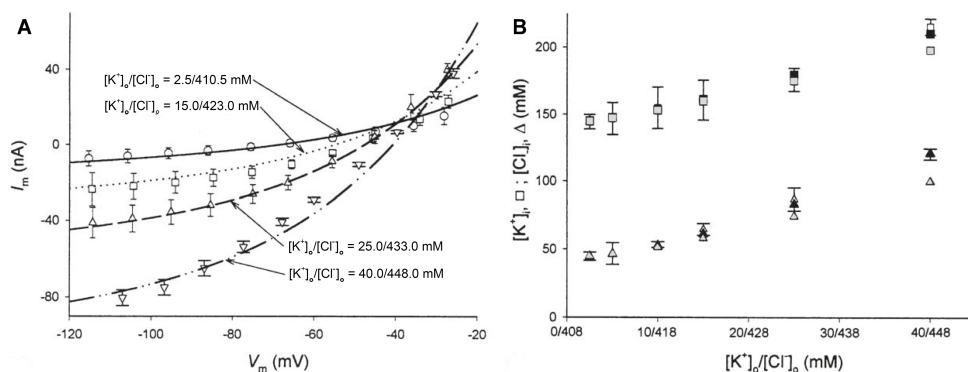 A
[K⁺]ₒ/[Cl⁻]ₒ = 2.5/410.5 mM
[K⁺]ₒ/[Cl⁻]ₒ = 15.0/423.0 mM
[K⁺]ₒ/[Cl⁻]ₒ = 25.0/433.0 mM
[K⁺]ₒ/[Cl⁻]ₒ = 40.0/448.0 mM
40
0
-40
-80
Iₘ (nA)
-120 -100 -80 -60 -40 -20
Vₘ (mV)
B
200
150
100
50
0
[K⁺]ᵢ, □ ; [Cl⁻]ᵢ, Δ (mM)
0/408 10/418 20/428 30/438 40/448
[K⁺]ₒ/[Cl⁻]ₒ (mM)